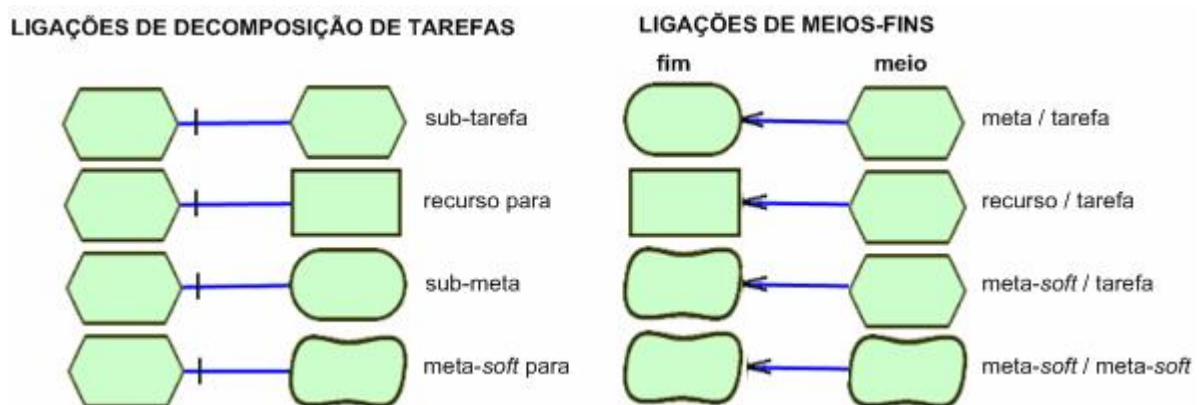 LIGAÇÕES DE DECOMPOSIÇÃO DE TAREFAS
sub-tarefa
recurso para
sub-meta
meta-soft para
LIGAÇÕES DE MEIOS-FINS
fim meio
meta / tarefa
recurso / tarefa
meta-soft / tarefa
meta-soft / meta-soft